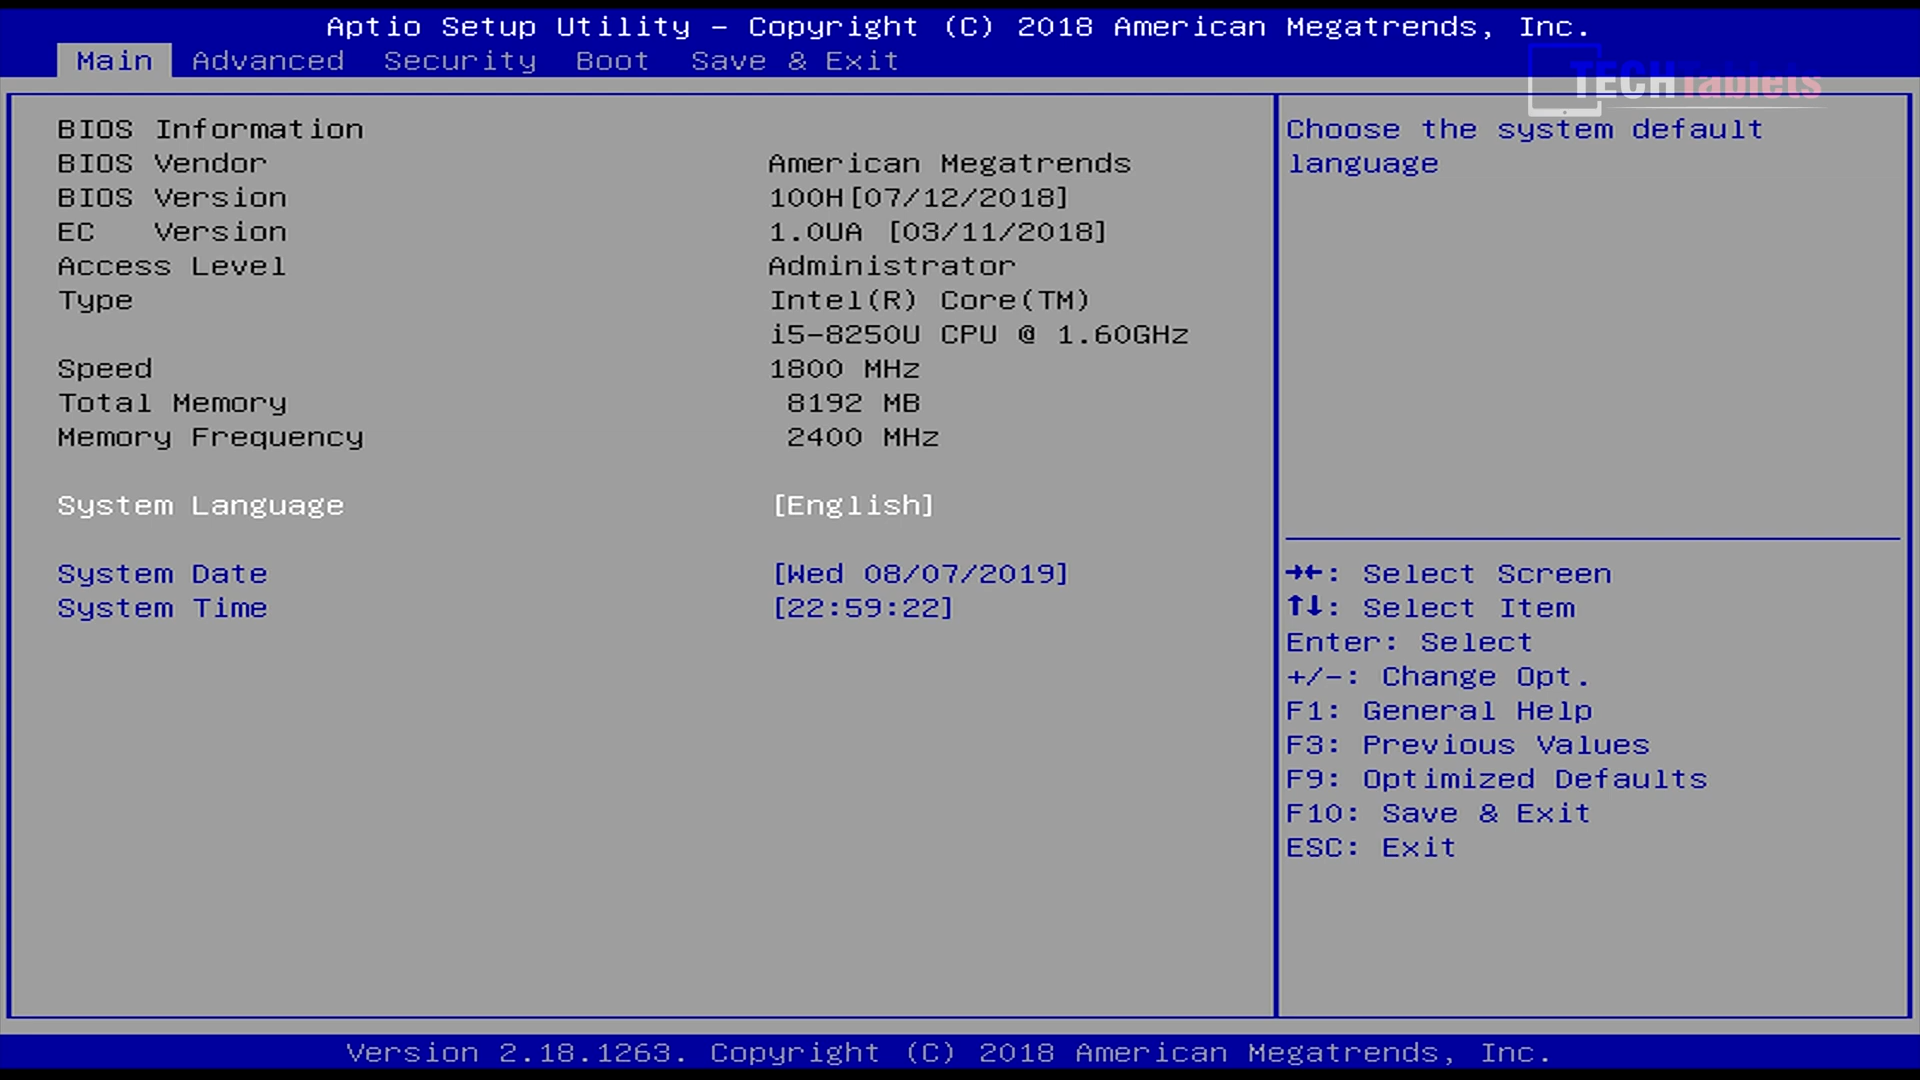 Aptio Setup Utility – Copyright (C) 2018 American Megatrends, Inc.
Main Advanced Security Boot Save & Exit
TECHTablets
BIOS Information
BIOS Vendor American Megatrends
BIOS Version 100H[07/12/2018]
EC Version 1.0UA [03/11/2018]
Access Level Administrator
Type Intel(R) Core(TM)
i5-8250U CPU @ 1.60GHz
Speed 1800 MHz
Total Memory 8192 MB
Memory Frequency 2400 MHz
System Language [English]
System Date [Wed 08/07/2019]
System Time [22:59:22]
Choose the system default
language
→←: Select Screen
↑↓: Select Item
Enter: Select
+/-: Change Opt.
F1: General Help
F3: Previous Values
F9: Optimized Defaults
F10: Save & Exit
ESC: Exit
Version 2.18.1263. Copyright (C) 2018 American Megatrends, Inc.